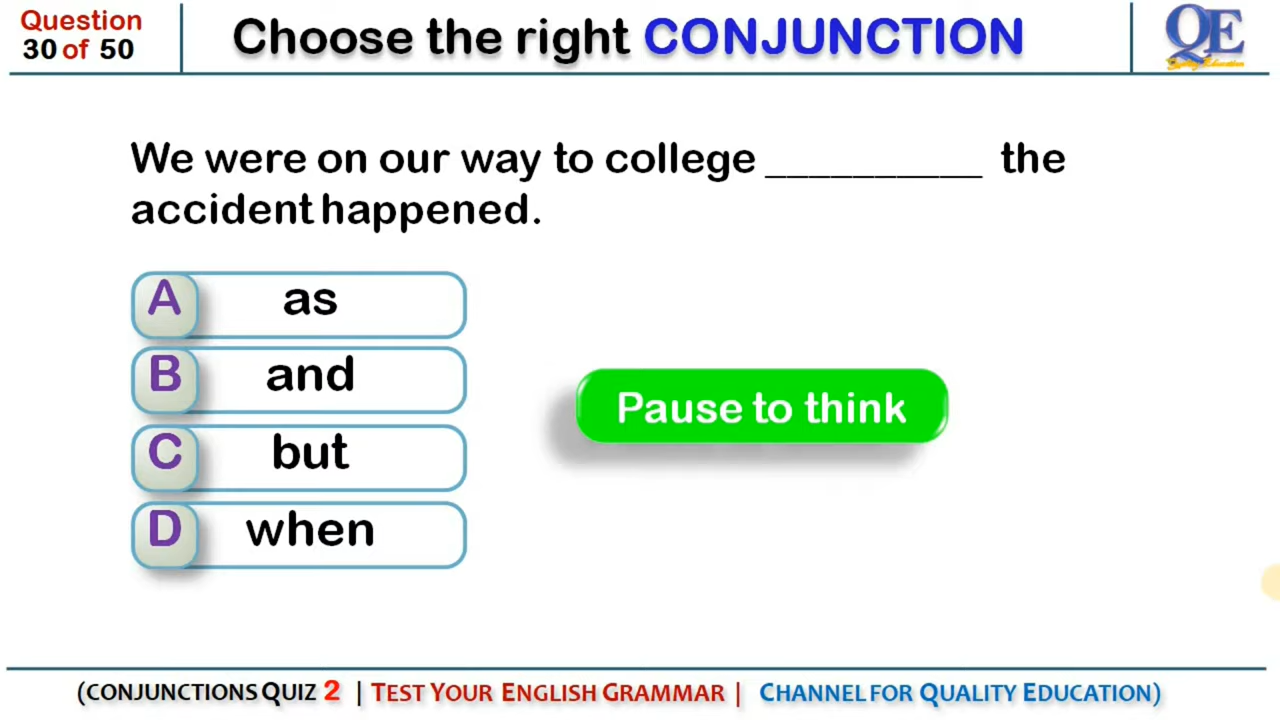 Question
30 of 50
Choose the right CONJUNCTION
QE
Quality Education
We were on our way to college __________ the
accident happened.
A as
B and
C but
D when
Pause to think
(CONJUNCTIONS QUIZ 2 | TEST YOUR ENGLISH GRAMMAR | CHANNEL FOR QUALITY EDUCATION)